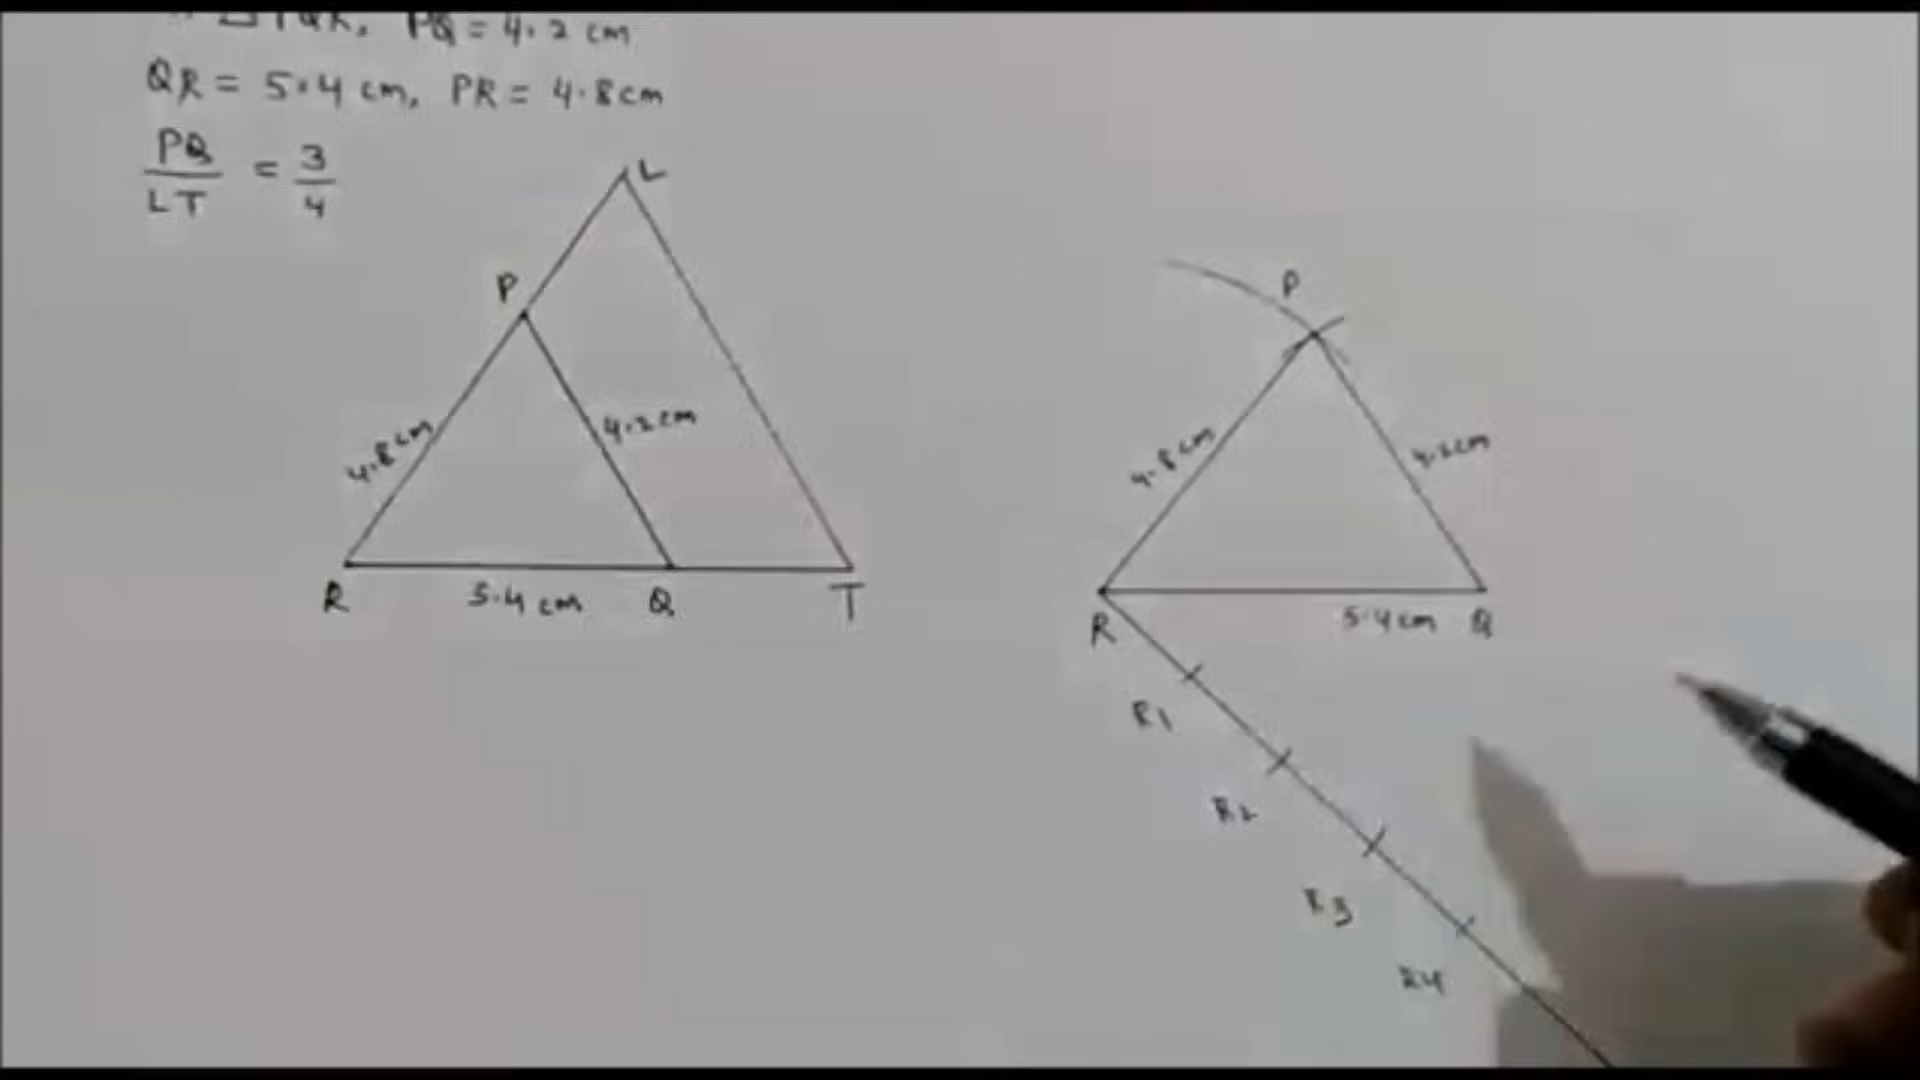 PQ = 4.2 cm
QR = 5.4 cm, PR = 4.8cm
PQ
LT
= 3
4
L
P
4.8cm
4.2cm
R
5.4 cm
Q
T
P
4.8cm
4.2cm
R
5.4cm
Q
R1
R2
R3
R4